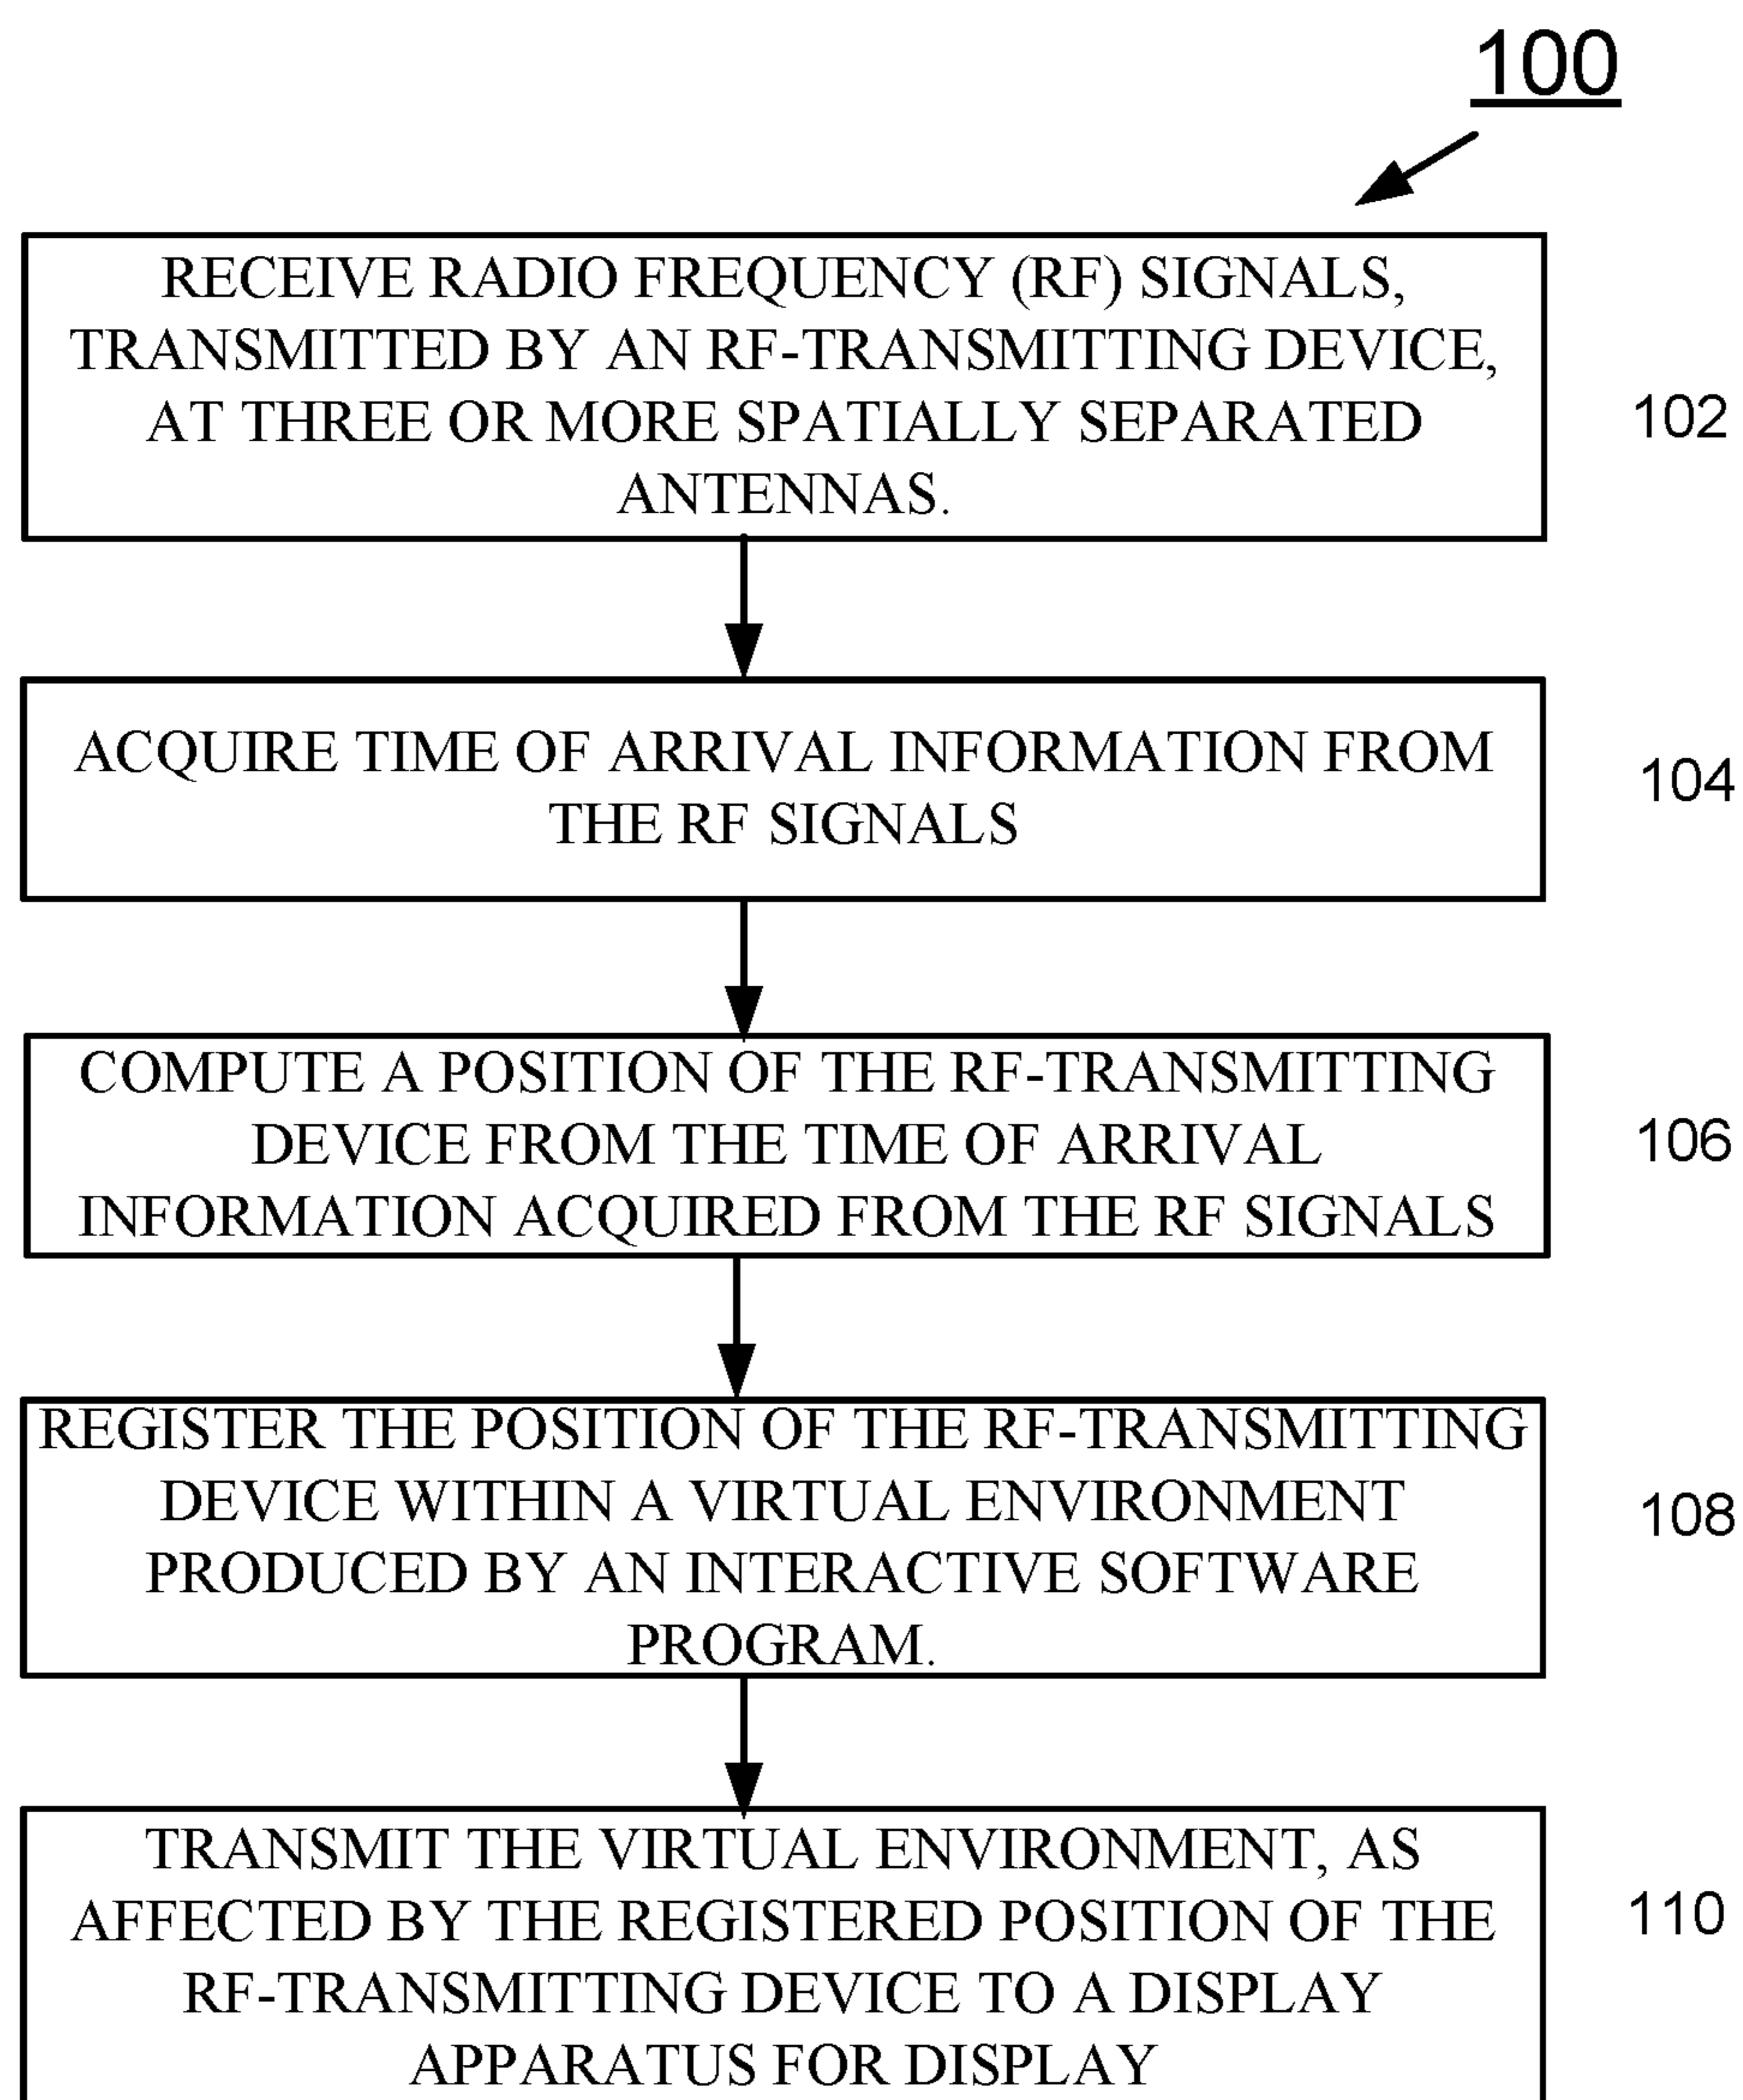 100
RECEIVE RADIO FREQUENCY (RF) SIGNALS,
TRANSMITTED BY AN RF-TRANSMITTING DEVICE,
AT THREE OR MORE SPATIALLY SEPARATED
ANTENNAS.
102
ACQUIRE TIME OF ARRIVAL INFORMATION FROM
THE RF SIGNALS
104
COMPUTE A POSITION OF THE RF-TRANSMITTING
DEVICE FROM THE TIME OF ARRIVAL
INFORMATION ACQUIRED FROM THE RF SIGNALS
106
REGISTER THE POSITION OF THE RF-TRANSMITTING
DEVICE WITHIN A VIRTUAL ENVIRONMENT
PRODUCED BY AN INTERACTIVE SOFTWARE
PROGRAM.
108
TRANSMIT THE VIRTUAL ENVIRONMENT, AS
AFFECTED BY THE REGISTERED POSITION OF THE
RF-TRANSMITTING DEVICE TO A DISPLAY
APPARATUS FOR DISPLAY
110